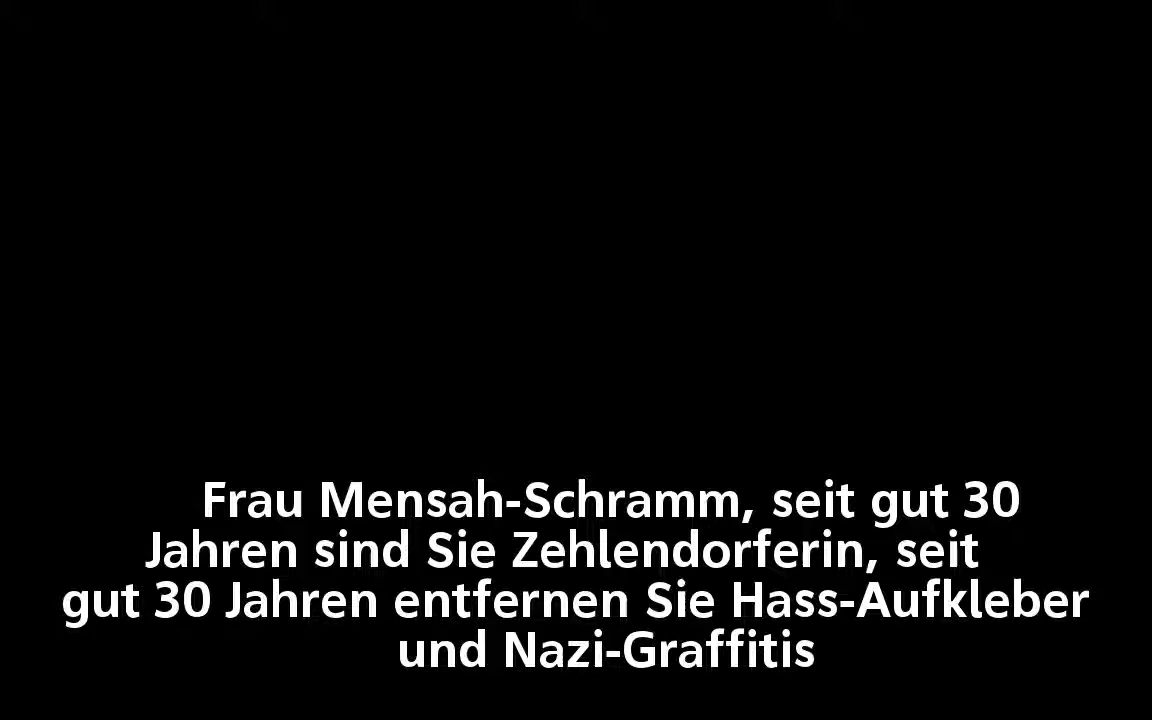 Frau Mensah-Schramm, seit gut 30
Jahren sind Sie Zehlendorferin, seit
gut 30 Jahren entfernen Sie Hass-Aufkleber
und Nazi-Graffitis